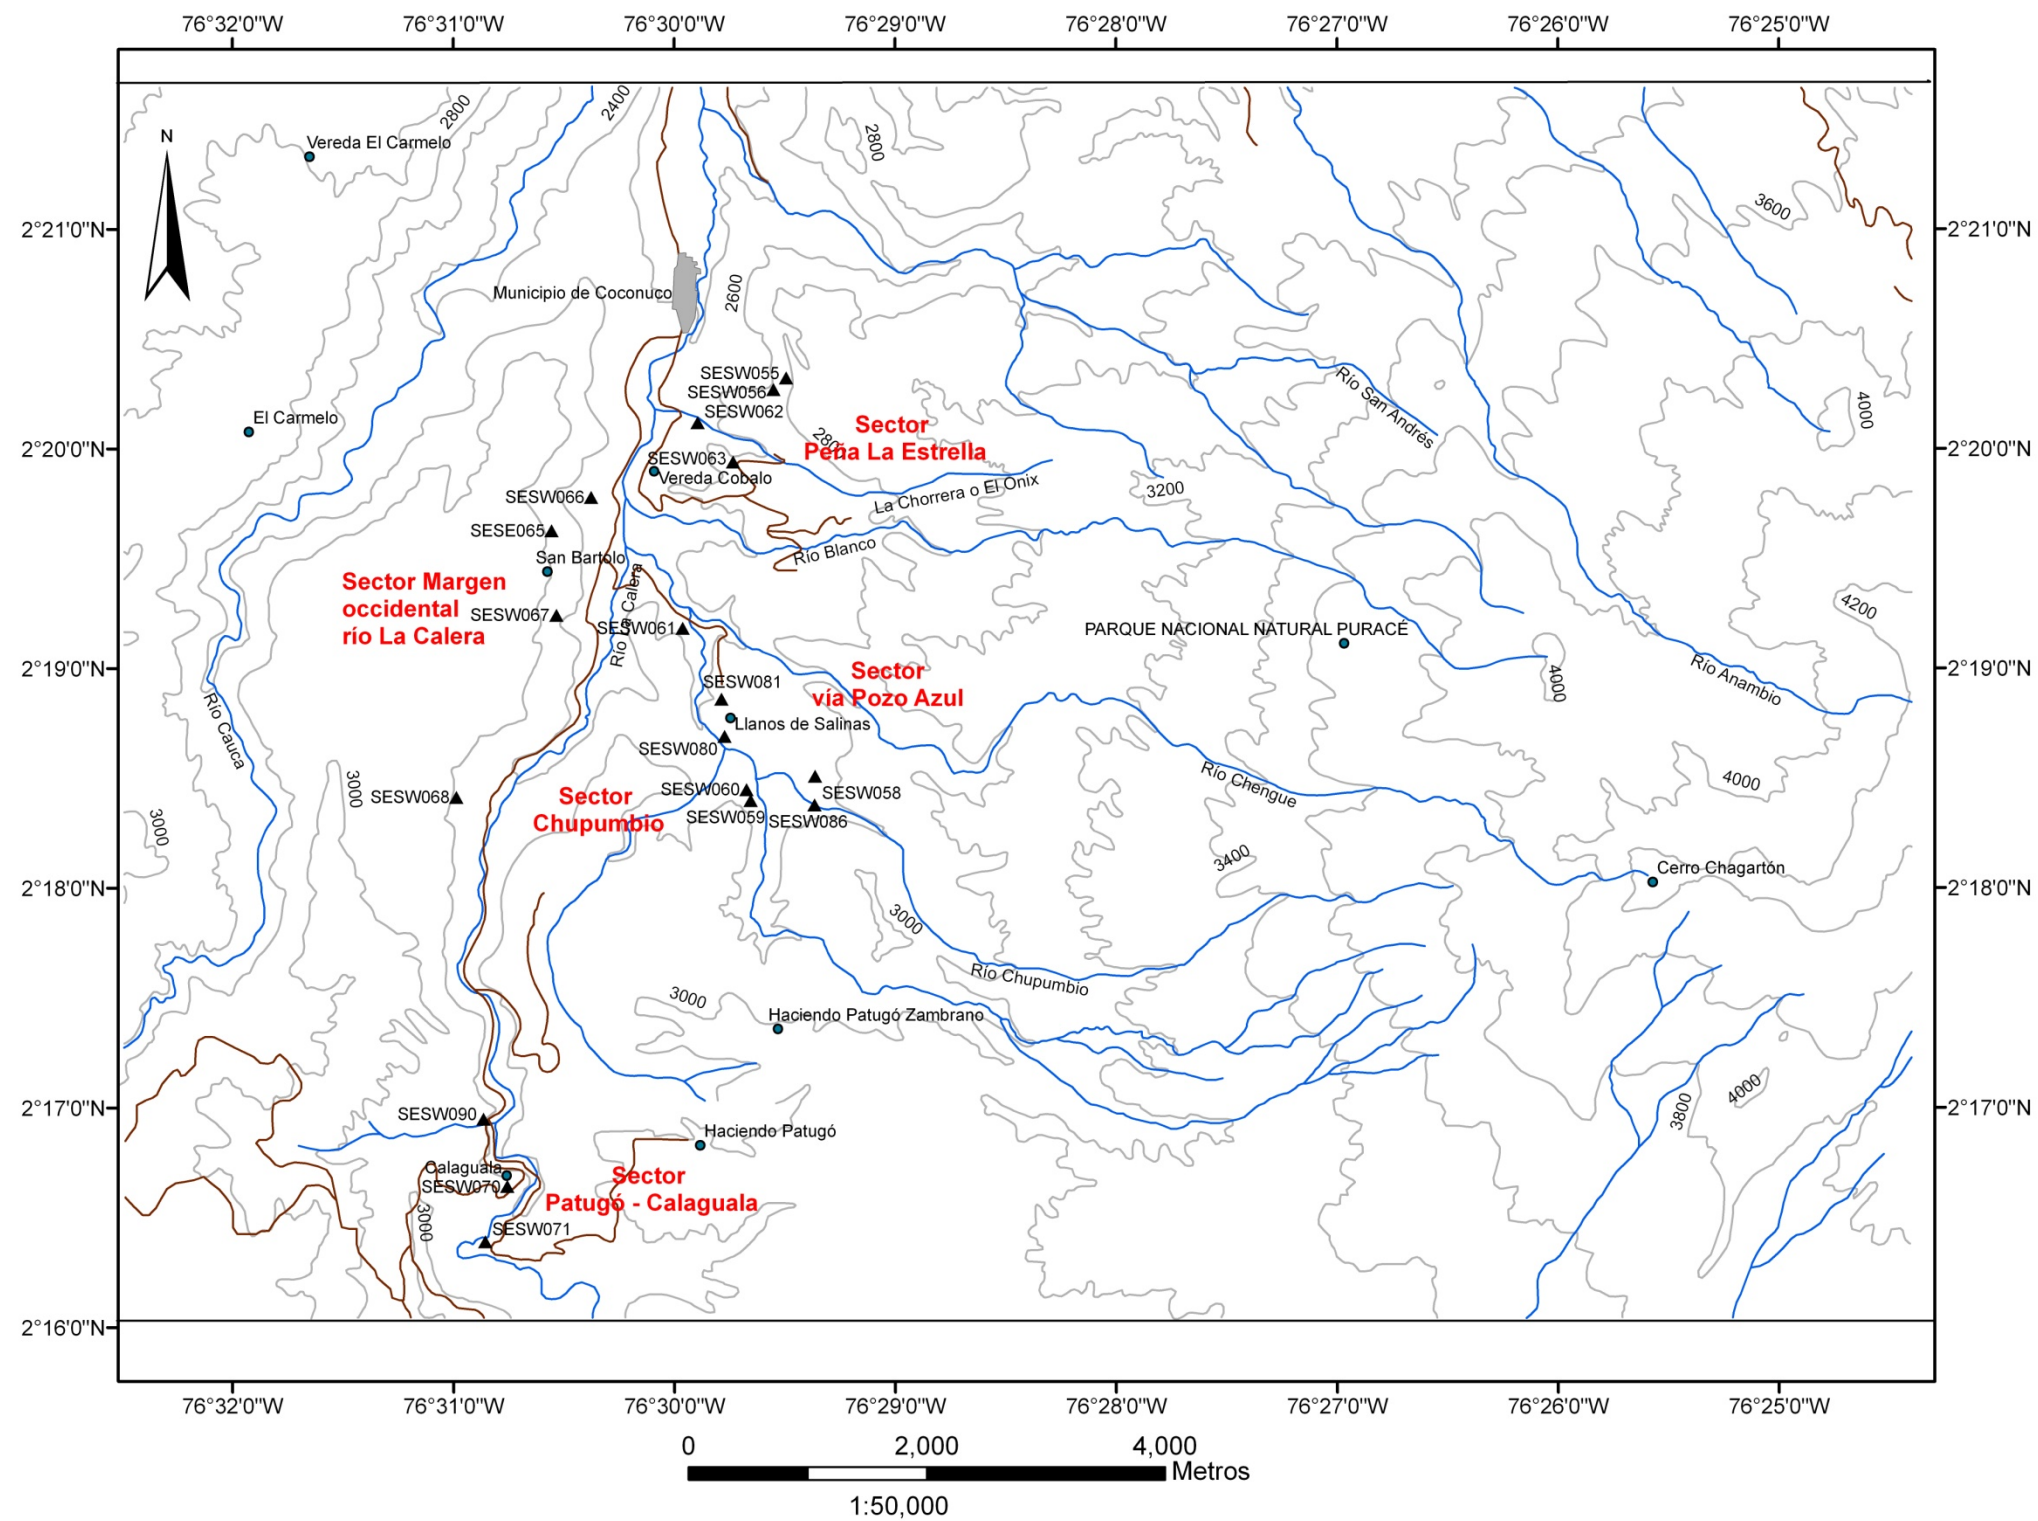 76°32'0"W
76°31'0"W
76°30'0"W
76°29'0"W
76°28'0"W
76°27'0"W
76°26'0"W
76°25'0"W
2800
2400
2800
N
Vereda El Carmelo
3600
2°21'0"N
2°21'0"N
Municipio de Coconuco
2600
SESW055
SESW056
SESW062
Río San Andrés
4000
El Carmelo
Sector
Peña La Estrella
2800
2°20'0"N
2°20'0"N
SESW063
Vereda Cobalo
La Chorrera o El Onix
3200
SESW066
SESE065
San Bartolo
Río Blanco
Sector Margen
occidental
río La Calera
Río La Calera
SESW067
SESW061
4200
PARQUE NACIONAL NATURAL PURACÉ
2°19'0"N
2°19'0"N
Sector
vía Pozo Azul
4000
Río Anambio
SESW081
Llanos de Salinas
Río Cauca
SESW080
3000
SESW068
Sector
Chupumbio
SESW060
SESW058
SESW059
SESW086
Río Chengue
4000
3000
3400
Cerro Chagartón
2°18'0"N
2°18'0"N
3000
Río Chupumbio
3000
Haciendo Patugó Zambrano
4000
3800
2°17'0"N
2°17'0"N
SESW090
Haciendo Patugó
Calaguala
SESW070
Sector
Patugó - Calaguala
3000
SESW071
2°16'0"N
2°16'0"N
76°32'0"W
76°31'0"W
76°30'0"W
76°29'0"W
76°28'0"W
76°27'0"W
76°26'0"W
76°25'0"W
0
2,000
4,000
Metros
1:50,000